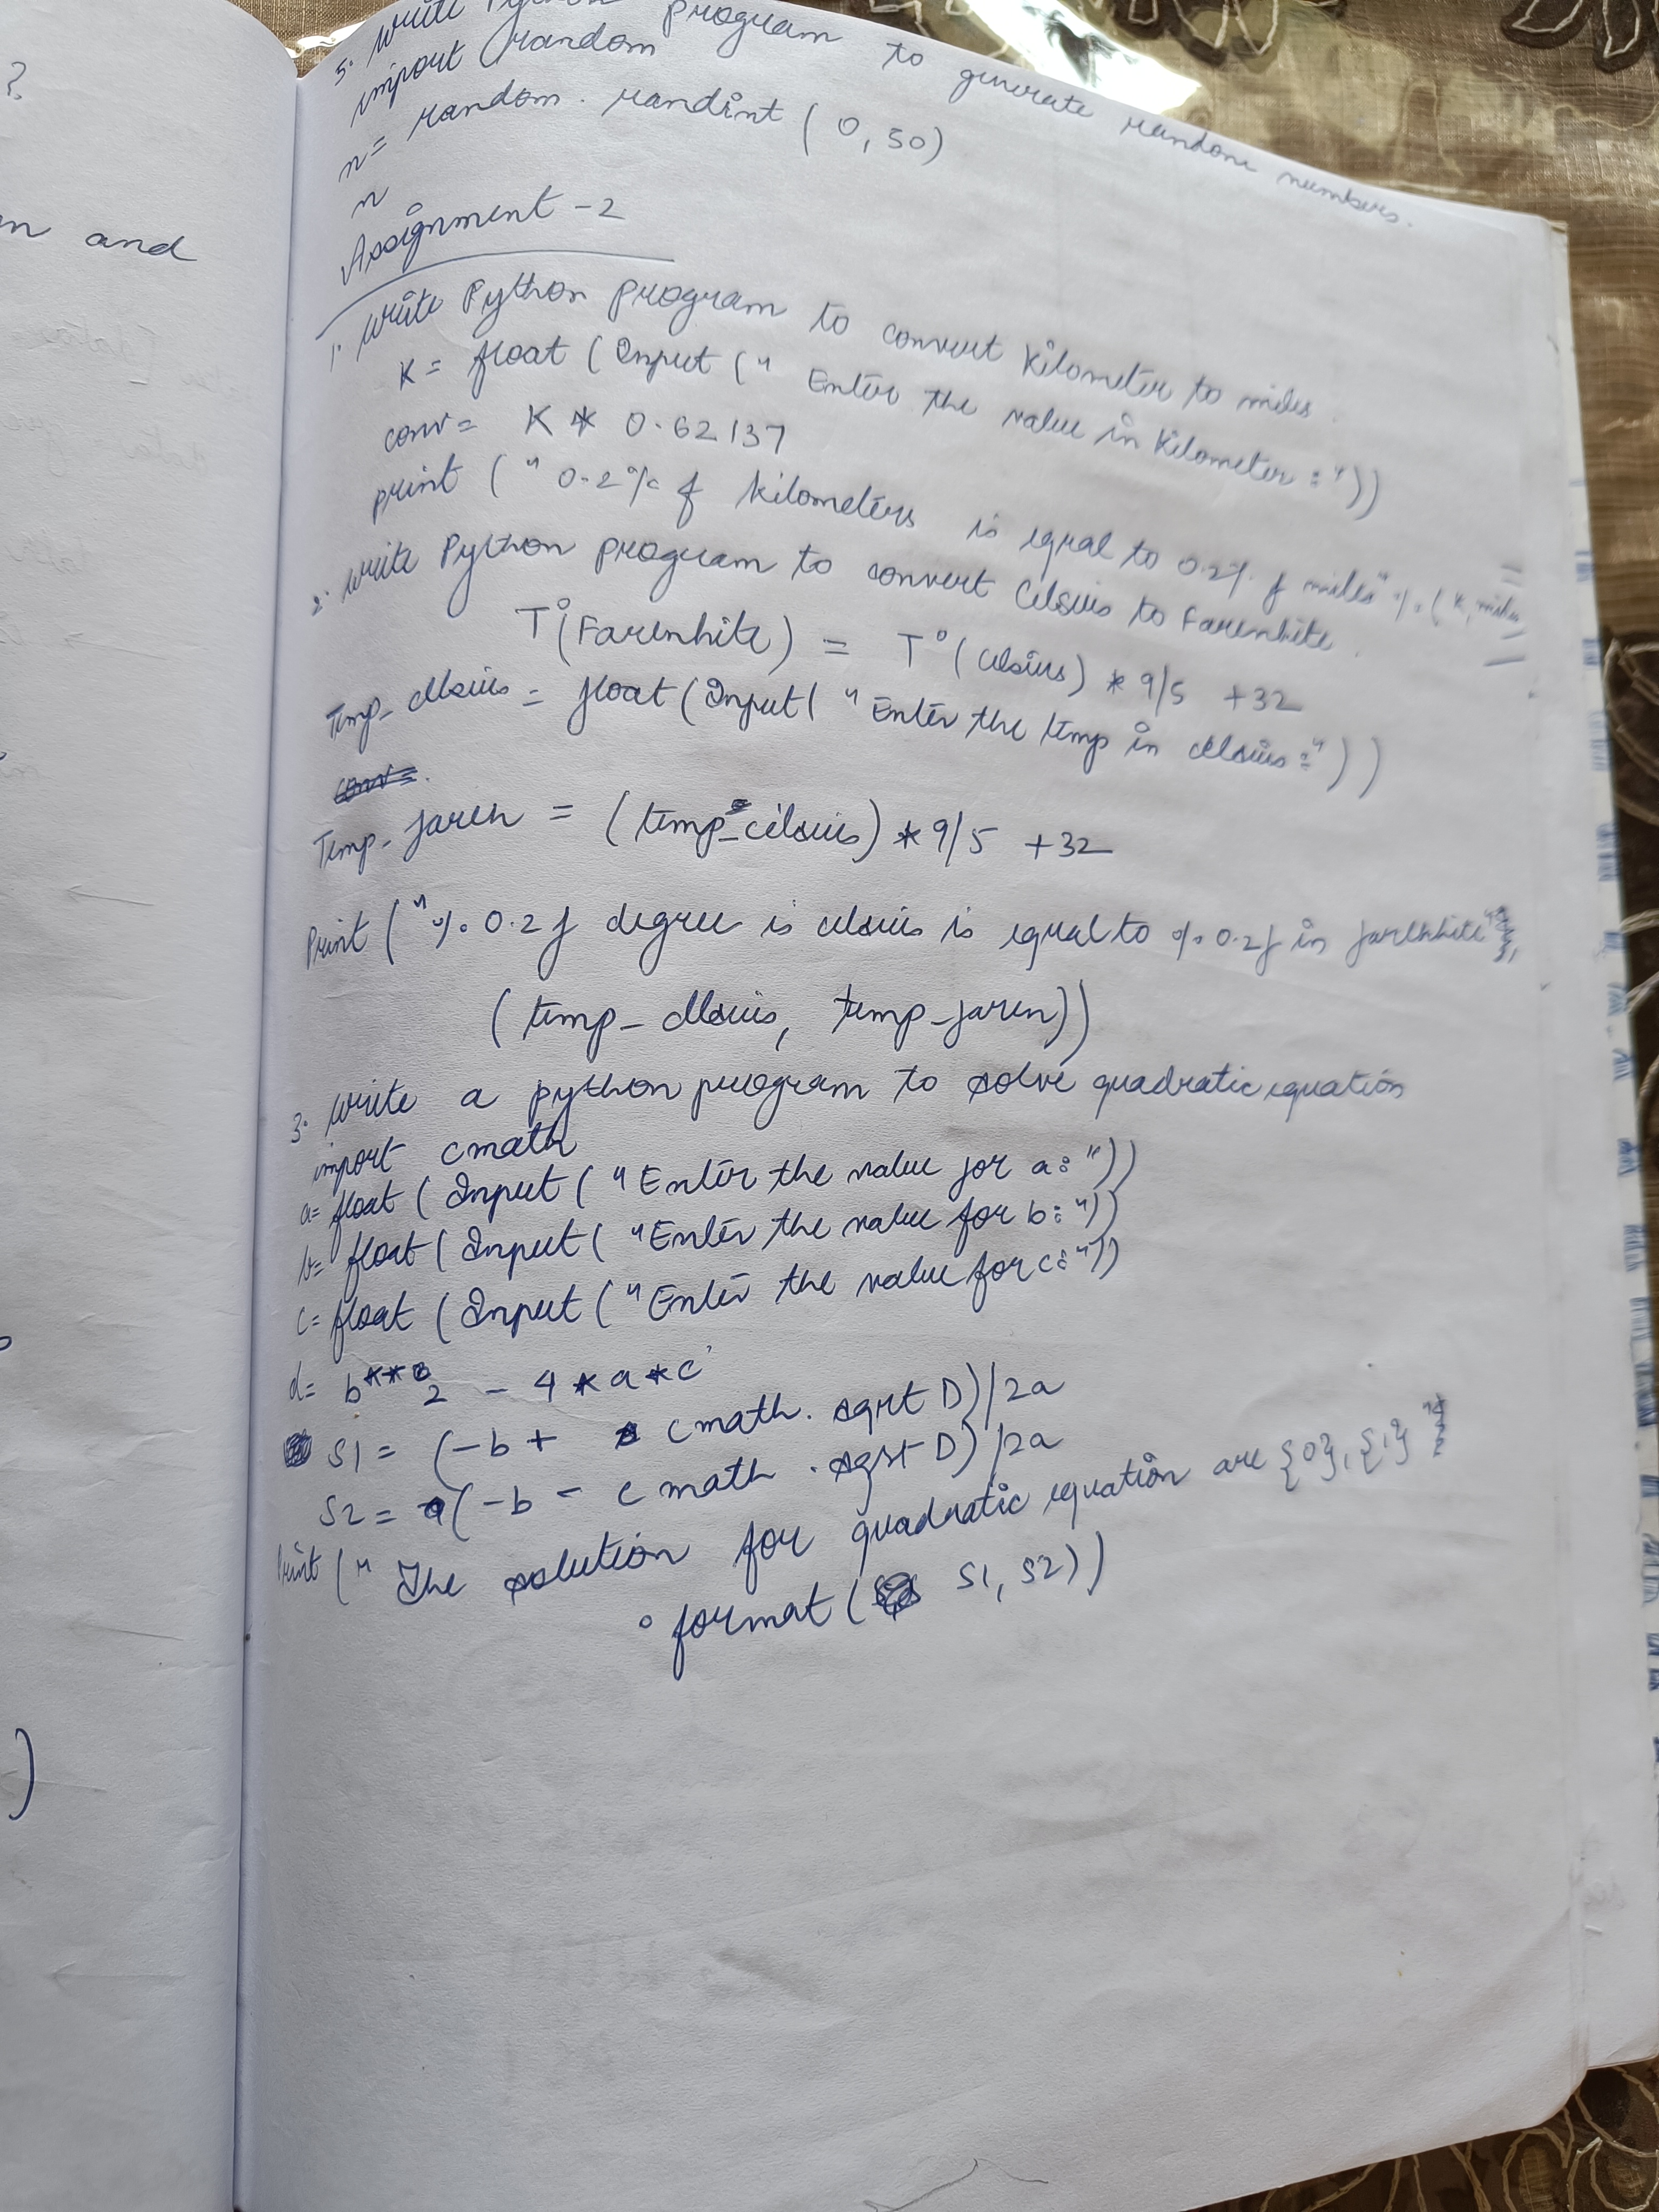 ?
and
5. write Python program to generate random numbers.
import random
n = random. randint (0,50)
n
Assignment -2
1. Write Python program to convert Kilometer to miles.
K = float (Input (" Enter the value in Kilometer :"))
conv = K * 0.62137
print (" 0.2% f kilometers is equal to 0.2% f miles" % (K, miles
2. write Python program to convert Celsius to Farenhite.
T°(Farenhite) = T°(celsius) * 9/5 +32
Temp_celsius = float (Input( "Enter the temp in celsius:"))
conv=
Temp_faren = (temp_celsius) * 9/5 +32
Print ("% 0.2 f degree is celsius is equal to % 0.2f in farenhite"
(temp_celsius, temp_faren))
3. Write a python program to solve quadratic equation
import cmath
a= float (Input ("Enter the value for a: "))
b= float (Input ( "Enter the value for b: "))
c= float (Input ("Enter the value for c: "))
d= b**2 - 4 * a * c
S1 = (-b + cmath. sqrt D)/2a
S2 = (-b - cmath .sqrt D)/2a
Print (" The solution for quadratic equation are {0}, {1} "
.format ( S1, S2))
)